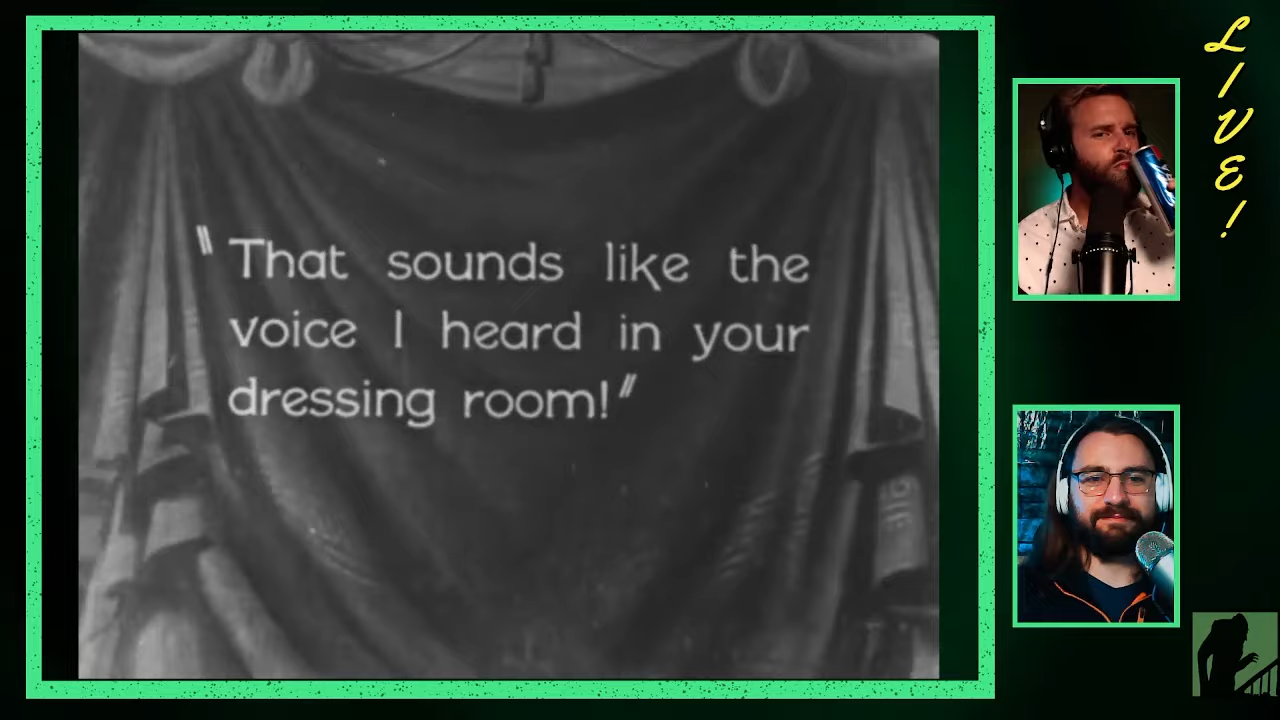 "That sounds like the
voice I heard in your
dressing room!"
LIVE!